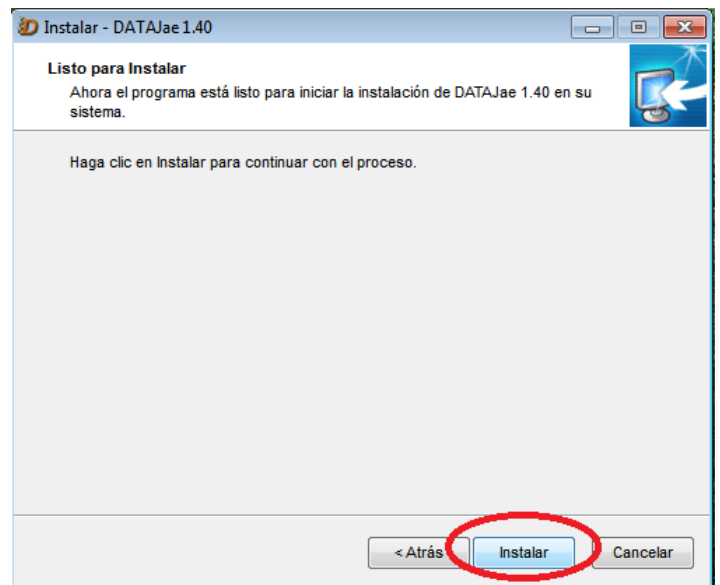 Instalar - DATAJae 1.40
Listo para Instalar
Ahora el programa está listo para iniciar la instalación de DATAJae 1.40 en su
sistema.
Haga clic en Instalar para continuar con el proceso.
< Atrás
Instalar
Cancelar